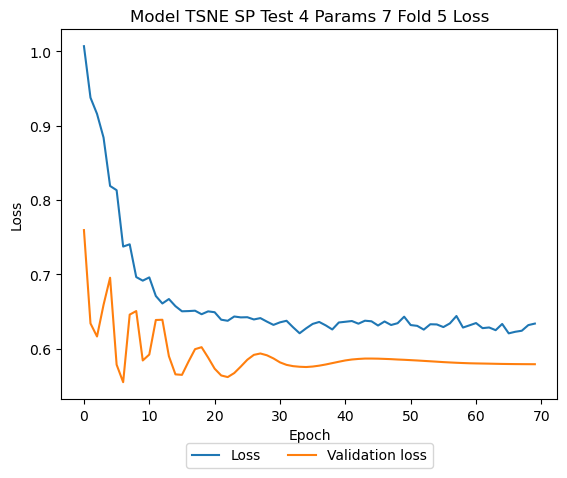 Model TSNE SP Test 4 Params 7 Fold 5 Loss
Loss
1.0
0.9
0.8
0.7
0.6
0 10 20 30 40 50 60 70
Epoch
Loss Validation loss